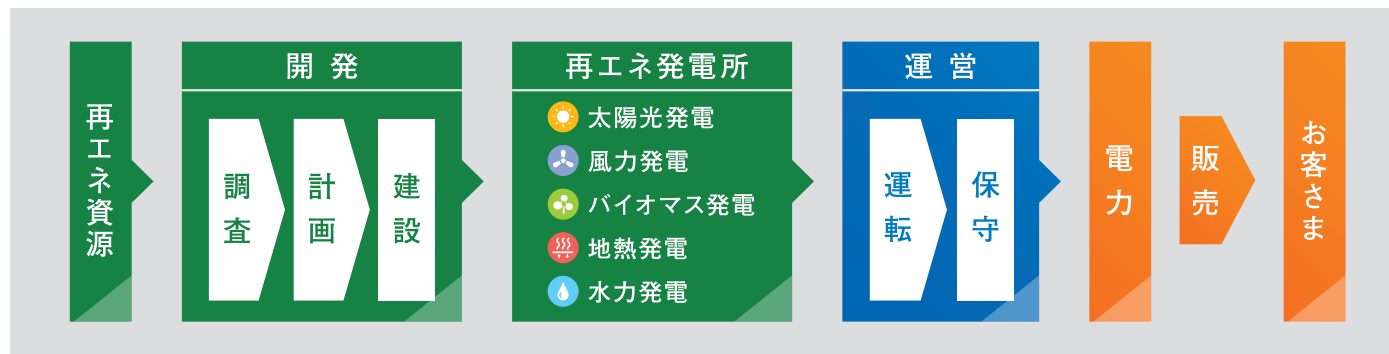 再エネ資源
開発
調査
計画
建設
再エネ発電所
太陽光発電
風力発電
バイオマス発電
地熱発電
水力発電
運営
運転
保守
電力
販売
お客さま